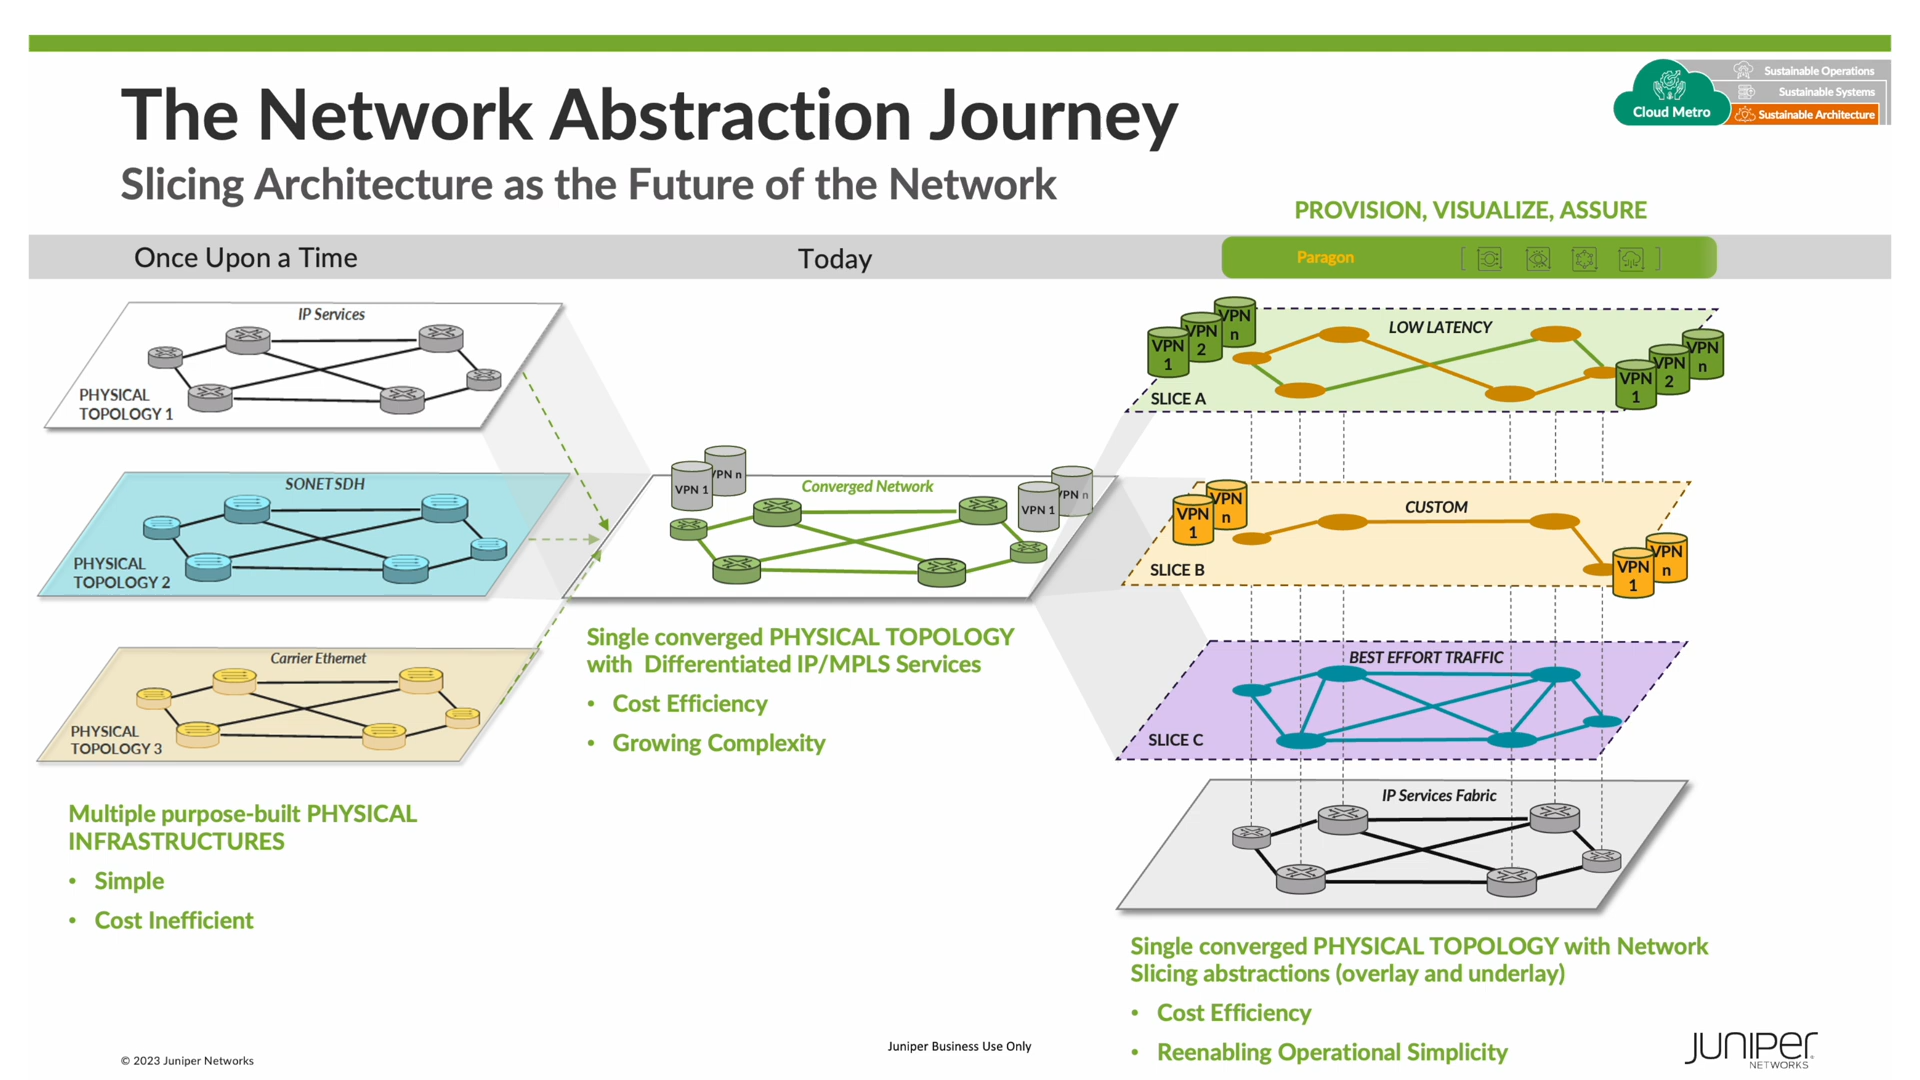 The Network Abstraction Journey
Slicing Architecture as the Future of the Network
Cloud Metro
Sustainable Operations
Sustainable Systems
Sustainable Architecture
PROVISION, VISUALIZE, ASSURE
Once Upon a Time
Today
Paragon
IP Services
PHYSICAL
TOPOLOGY 1
SONET SDH
PHYSICAL
TOPOLOGY 2
Carrier Ethernet
PHYSICAL
TOPOLOGY 3
Multiple purpose-built PHYSICAL
INFRASTRUCTURES
• Simple
• Cost Inefficient
VPN 1
VPN n
Converged Network
VPN 1
VPN n
Single converged PHYSICAL TOPOLOGY
with Differentiated IP/MPLS Services
• Cost Efficiency
• Growing Complexity
VPN
1
VPN
2
VPN
n
LOW LATENCY
VPN
1
VPN
2
VPN
n
SLICE A
VPN
1
VPN
n
CUSTOM
VPN
1
VPN
n
SLICE B
BEST EFFORT TRAFFIC
SLICE C
IP Services Fabric
Single converged PHYSICAL TOPOLOGY with Network
Slicing abstractions (overlay and underlay)
• Cost Efficiency
• Reenabling Operational Simplicity
© 2023 Juniper Networks
Juniper Business Use Only
JUNIPER
NETWORKS